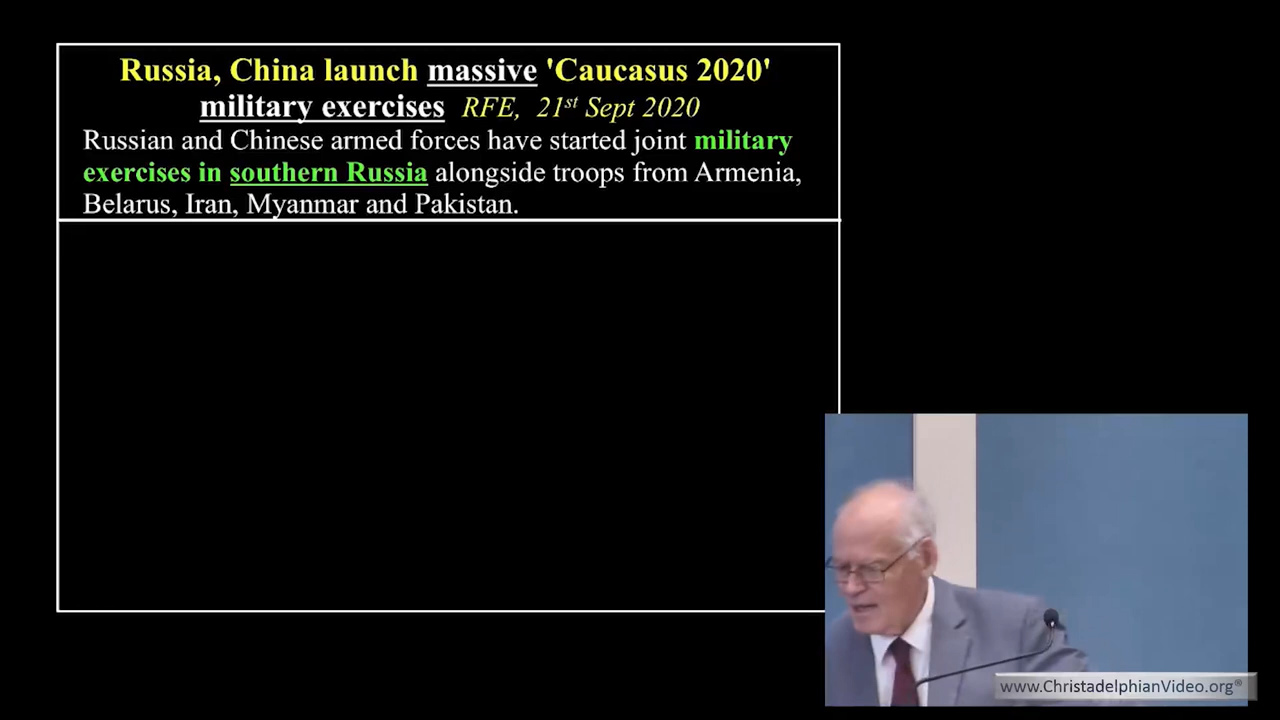 Russia, China launch massive 'Caucasus 2020'
military exercises RFE, 21st Sept 2020
Russian and Chinese armed forces have started joint military
exercises in southern Russia alongside troops from Armenia,
Belarus, Iran, Myanmar and Pakistan.
www.ChristadelphianVideo.org®